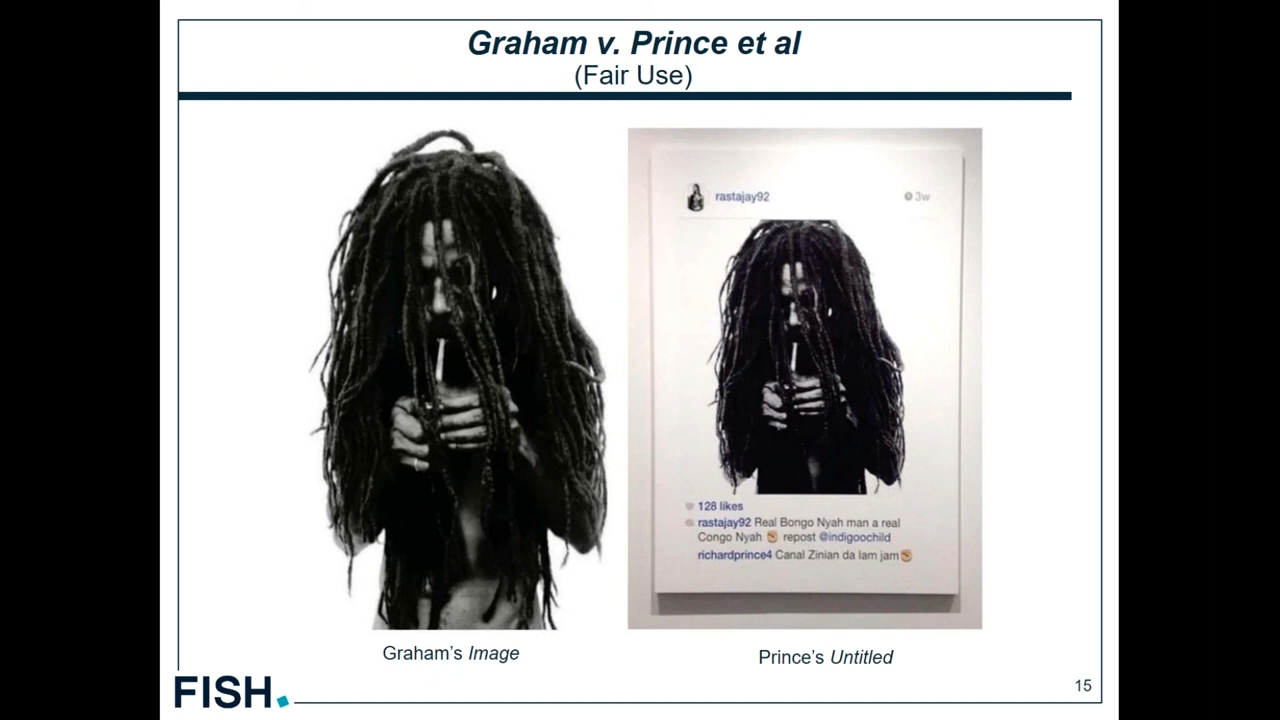 Graham v. Prince et al
(Fair Use)
rastajay92
3w
128 likes
rastajay92 Real Bongo Nyah man a real
Congo Nyah ✊ repost @indigoochild
richardprince4 Canal Zinian da lam jam✊
Graham's Image
Prince's Untitled
FISH.
15